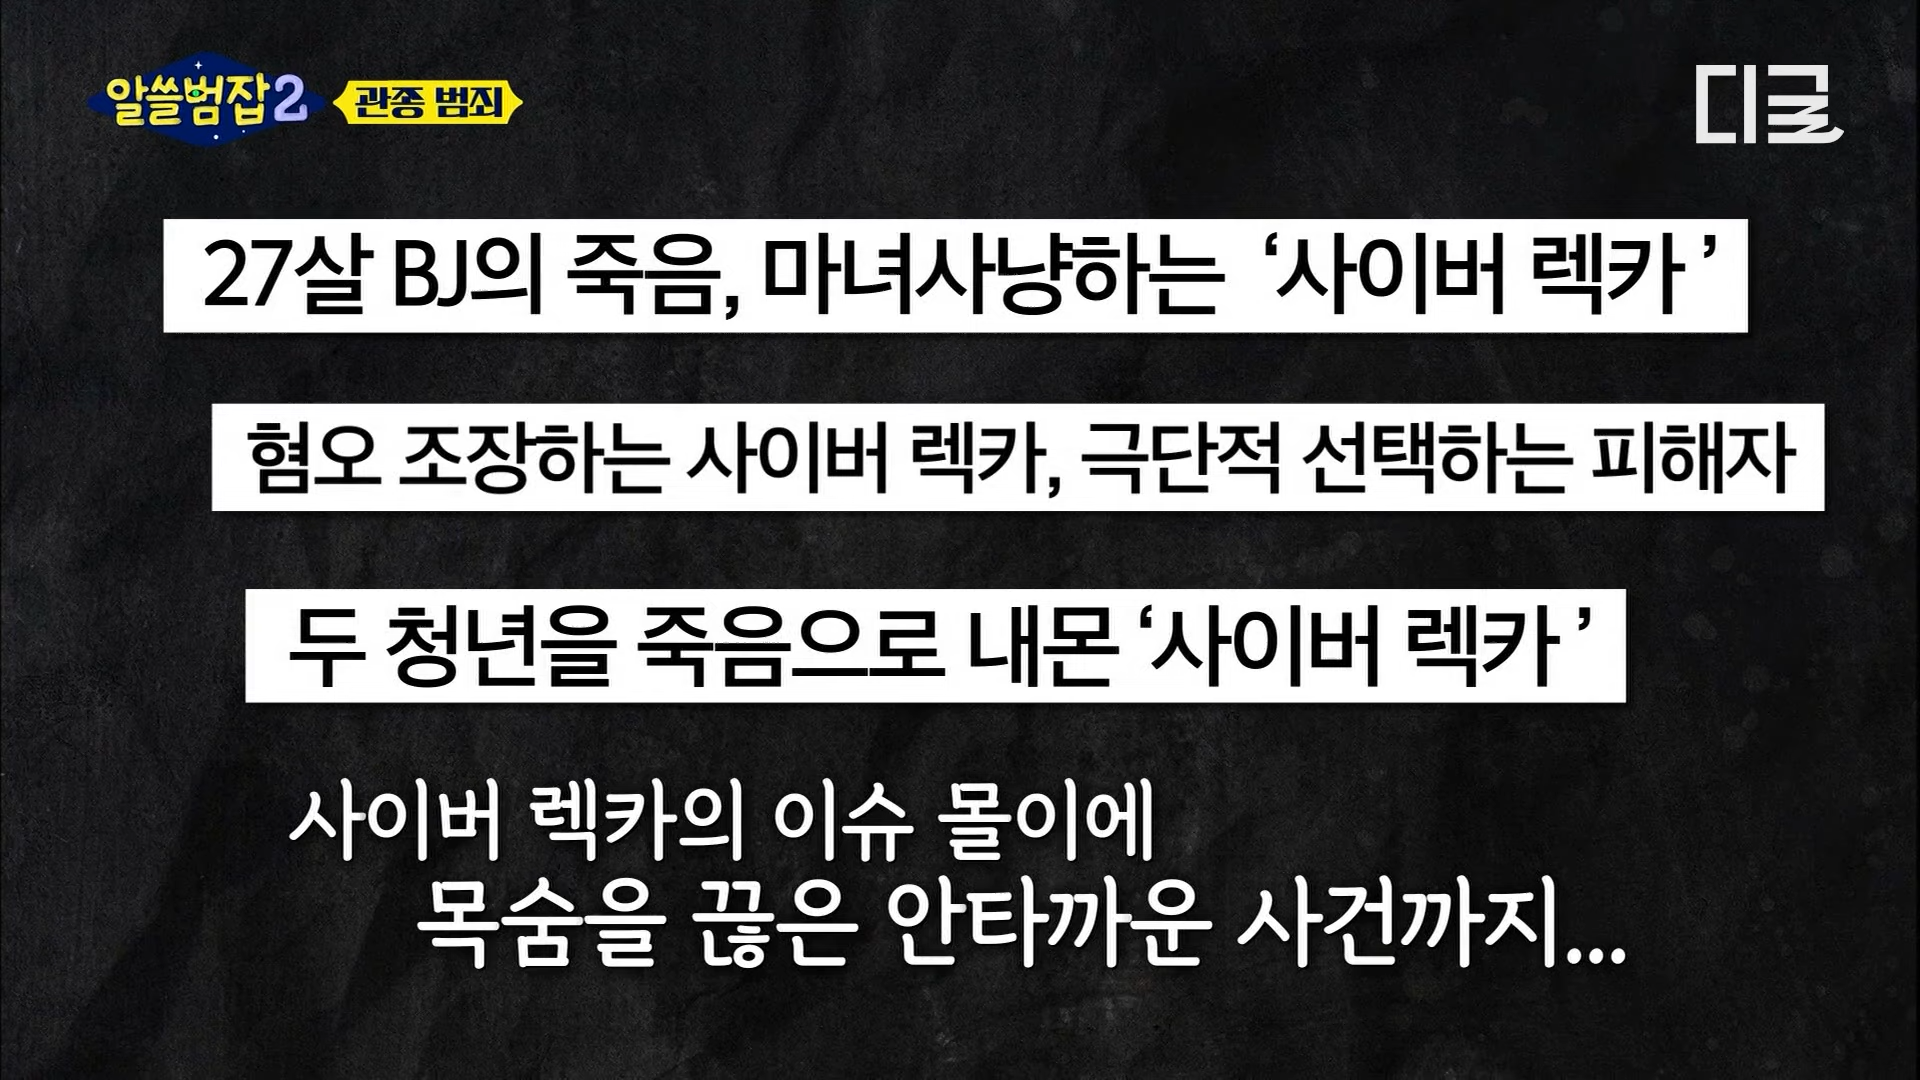 알쓸범잡2 관종 범죄
디글
27살 BJ의 죽음, 마녀사냥하는 ‘사이버 렉카’
혐오 조장하는 사이버 렉카, 극단적 선택하는 피해자
두 청년을 죽음으로 내몬 ‘사이버 렉카’
사이버 렉카의 이슈 몰이에
목숨을 끊은 안타까운 사건까지...